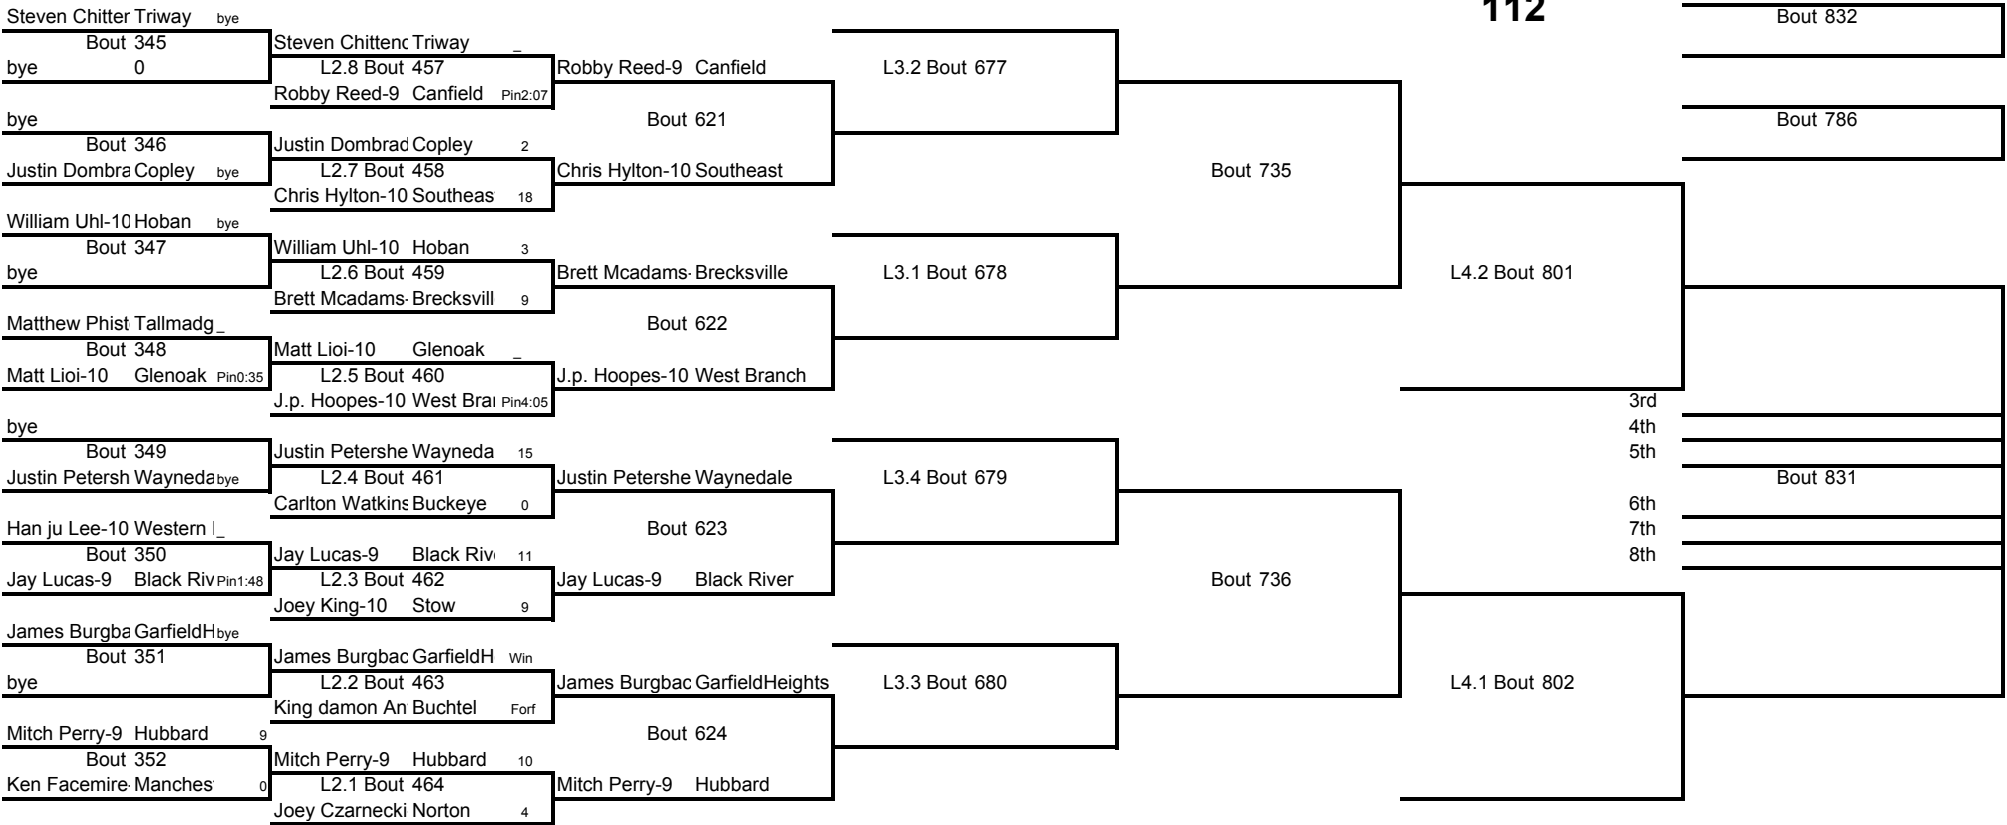 112
Bout 832
Steven Chitter Triway bye
Bout 345
Steven Chittenc Triway _
bye 0
L2.8 Bout 457
Robby Reed-9 Canfield
L3.2 Bout 677
Robby Reed-9 Canfield Pin2:07
bye
Bout 621
Bout 786
Bout 346
Justin Dombrad Copley 2
Justin Dombra Copley bye
L2.7 Bout 458
Chris Hylton-10 Southeast
Bout 735
Chris Hylton-10 Southeas 18
William Uhl-10 Hoban bye
Bout 347
William Uhl-10 Hoban 3
bye
L2.6 Bout 459
Brett Mcadams- Brecksville
L3.1 Bout 678
L4.2 Bout 801
Brett Mcadams- Brecksvill 9
Matthew Phist Tallmadg _
Bout 622
Bout 348
Matt Lioi-10 Glenoak _
Matt Lioi-10 Glenoak Pin0:35
L2.5 Bout 460
J.p. Hoopes-10 West Branch
J.p. Hoopes-10 West Bra Pin4:05
3rd
bye
4th
Bout 349
Justin Petershe Wayneda 15
5th
Justin Petersh Wayneda bye
L2.4 Bout 461
Justin Petershe Waynedale
L3.4 Bout 679
Bout 831
Carlton Watkins Buckeye 0
6th
Han ju Lee-10 Western _
Bout 623
7th
Bout 350
Jay Lucas-9 Black Riv 11
8th
Jay Lucas-9 Black Riv Pin1:48
L2.3 Bout 462
Jay Lucas-9 Black River
Bout 736
Joey King-10 Stow 9
James Burgba GarfieldH bye
Bout 351
James Burgbac GarfieldH Win
bye
L2.2 Bout 463
James Burgbac GarfieldHeights
L3.3 Bout 680
L4.1 Bout 802
King damon An Buchtel Forf
Mitch Perry-9 Hubbard 9
Bout 624
Bout 352
Mitch Perry-9 Hubbard 10
Ken Facemire- Manches 0
L2.1 Bout 464
Mitch Perry-9 Hubbard
Joey Czarnecki Norton 4